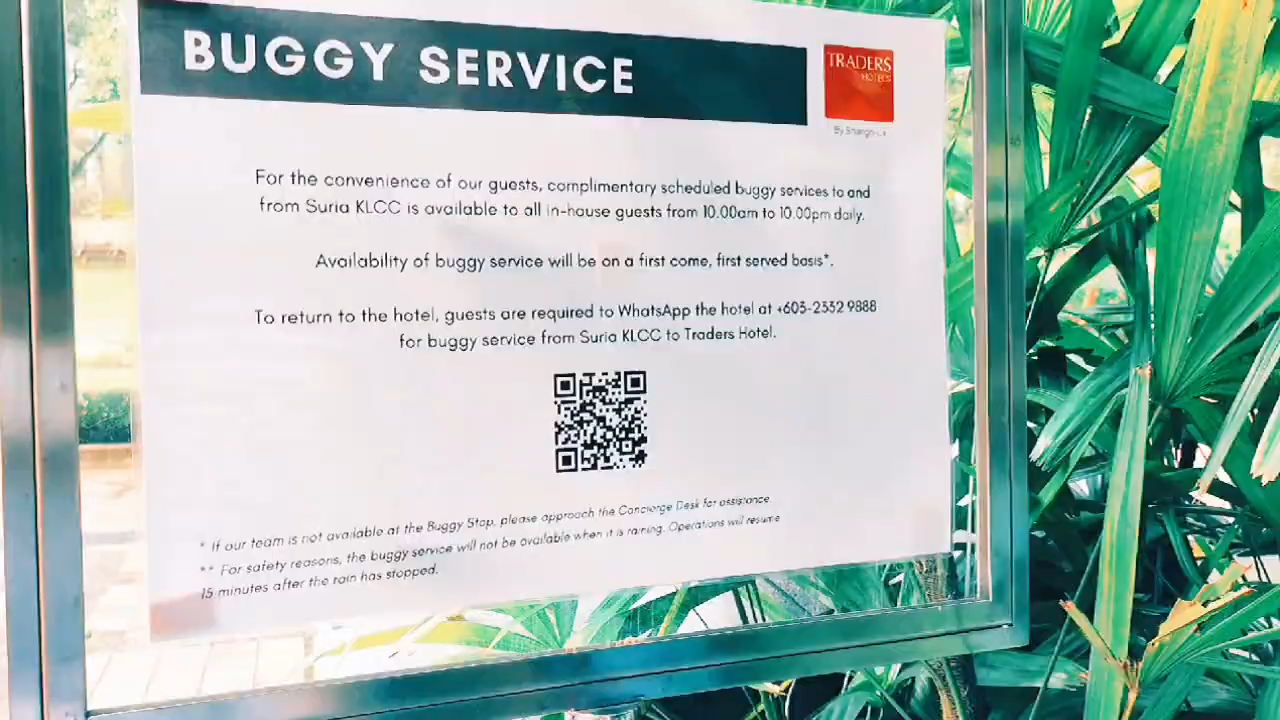 BUGGY SERVICE
TRADERS
HOTELS
By Shangri-La
For the convenience of our guests, complimentary scheduled buggy services to and
from Suria KLCC is available to all in-house guests from 10.00am to 10.00pm daily.
Availability of buggy service will be on a first come, first served basis*.
To return to the hotel, guests are required to WhatsApp the hotel at +603-2332 9888
for buggy service from Suria KLCC to Traders Hotel.
* If our team is not available at the Buggy Stop, please approach the Concierge Desk for assistance
** For safety reasons, the buggy service will not be available when it is raining. Operations will resume
15 minutes after the rain has stopped.